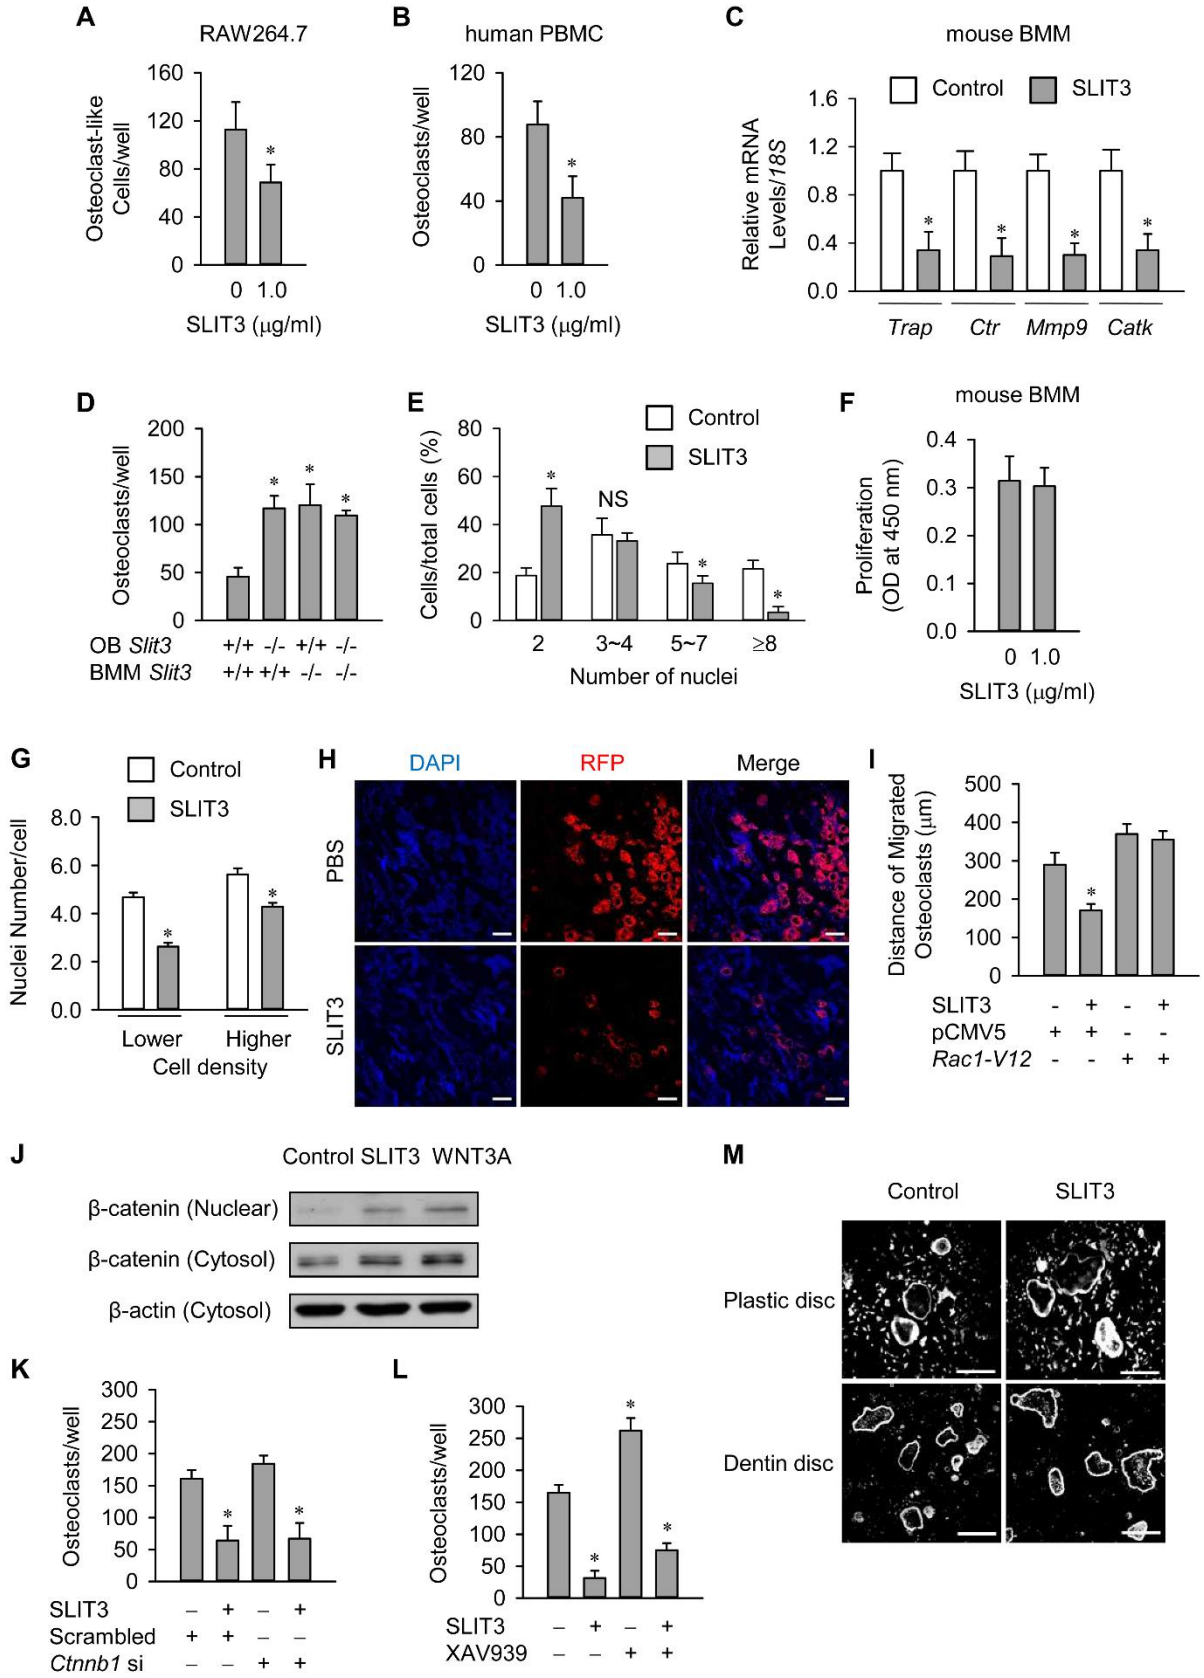 A
RAW264.7
Osteoclast-like
Cells/well
160
120
80
40
0
*
0 1.0
SLIT3 (μg/ml)
B
human PBMC
Osteoclasts/well
120
80
40
0
*
0 1.0
SLIT3 (μg/ml)
C
mouse BMM
Control
SLIT3
Relative mRNA
Levels/18S
1.6
1.2
0.8
0.4
0.0
* * * *
Trap Ctr Mmp9 Catk
D
Osteoclasts/well
200
150
100
50
0
* * *
OB Slit3 +/+ -/- +/+ -/-
BMM Slit3 +/+ +/+ -/- -/-
E
Control
SLIT3
Cells/total cells (%)
80
60
40
20
0
* NS * *
2 3~4 5~7 ≥8
Number of nuclei
F
mouse BMM
Proliferation
(OD at 450 nm)
0.4
0.3
0.2
0.1
0.0
0 1.0
SLIT3 (μg/ml)
G
Control
SLIT3
Nuclei Number/cell
8.0
6.0
4.0
2.0
0.0
* *
Lower Higher
Cell density
H
DAPI RFP Merge
PBS
SLIT3
I
Distance of Migrated
Osteoclasts (μm)
500
400
300
200
100
0
*
SLIT3 - + - +
pCMV5 + + - -
Rac1-V12 - - + +
J
Control SLIT3 WNT3A
β-catenin (Nuclear)
β-catenin (Cytosol)
β-actin (Cytosol)
K
Osteoclasts/well
300
250
200
150
100
50
0
* *
SLIT3 – + – +
Scrambled + + – –
Ctnnb1 si – – + +
L
Osteoclasts/well
300
250
200
150
100
50
0
* * *
SLIT3 – + – +
XAV939 – – + +
M
Control SLIT3
Plastic disc
Dentin disc